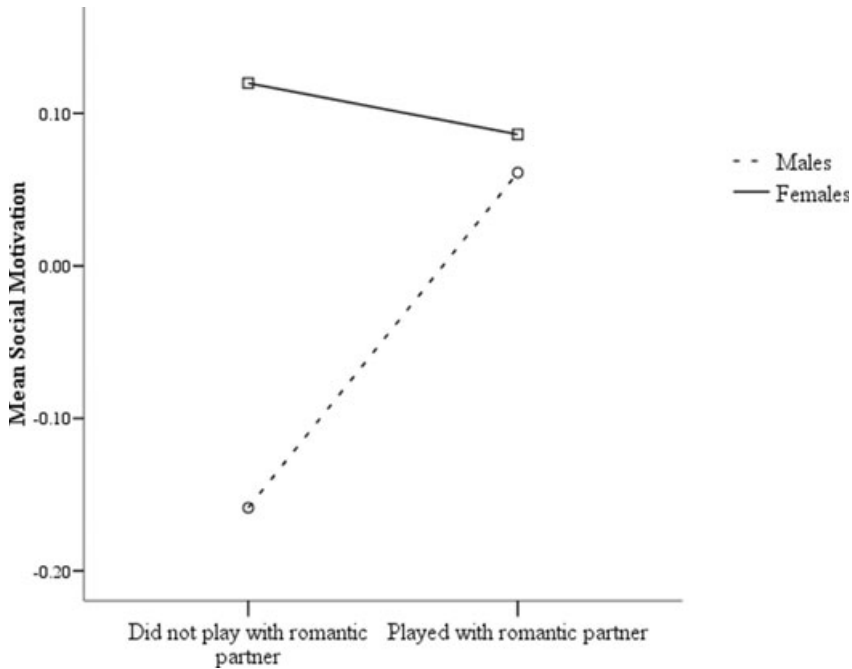 Mean Social Motivation
0.10
0.00
-0.10
-0.20
Did not play with romantic
partner
Played with romantic partner
Males
Females